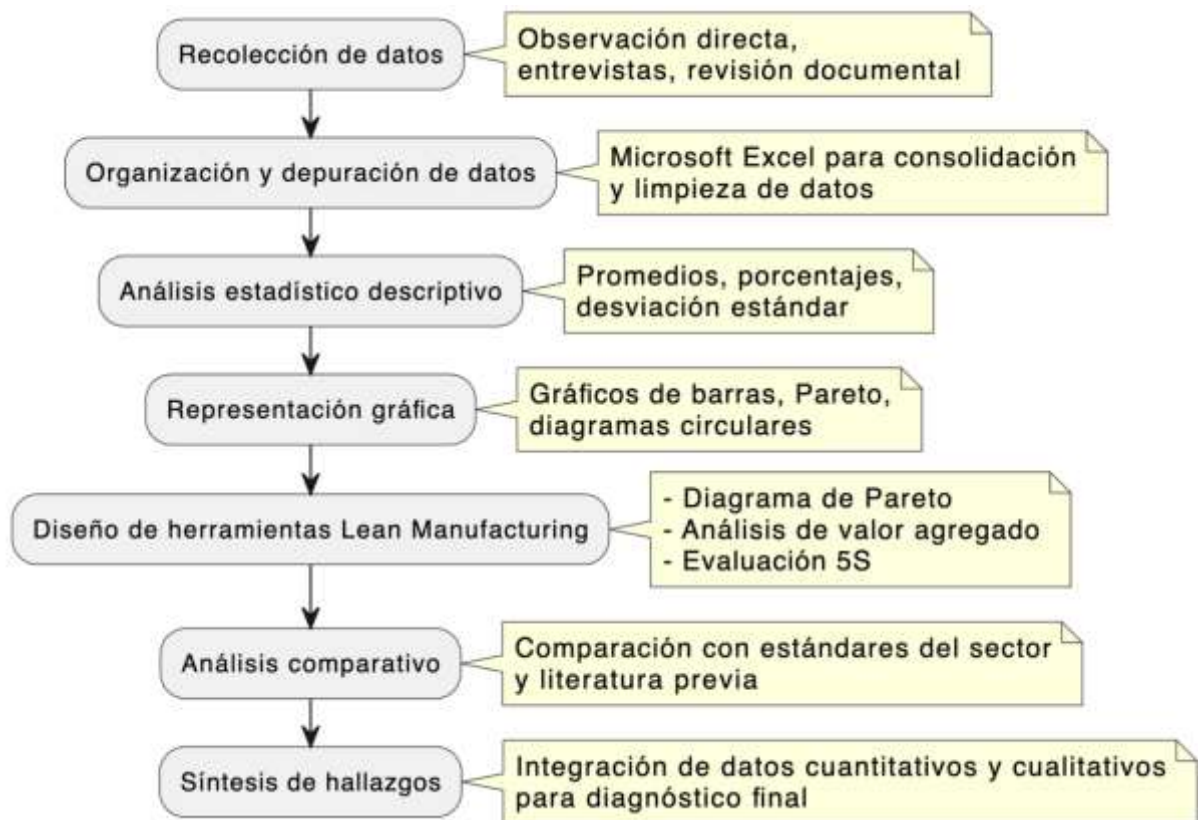 Recolección de datos
Observación directa,
entrevistas, revisión documental
Organización y depuración de datos
Microsoft Excel para consolidación
y limpieza de datos
Análisis estadístico descriptivo
Promedios, porcentajes,
desviación estándar
Representación gráfica
Gráficos de barras, Pareto,
diagramas circulares
Diseño de herramientas Lean Manufacturing
- Diagrama de Pareto
- Análisis de valor agregado
- Evaluación 5S
Análisis comparativo
Comparación con estándares del sector
y literatura previa
Síntesis de hallazgos
Integración de datos cuantitativos y cualitativos
para diagnóstico final